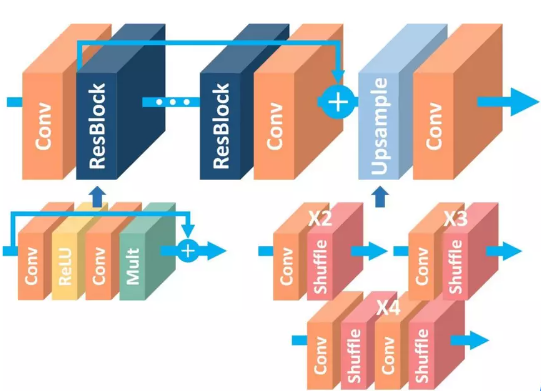 Conv
ResBlock
ResBlock
Conv
Upsample
Conv
Conv
ReLU
Conv
Mult
X2
Conv
Shuffle
X3
Conv
Shuffle
X4
Conv
Shuffle
Conv
Shuffle